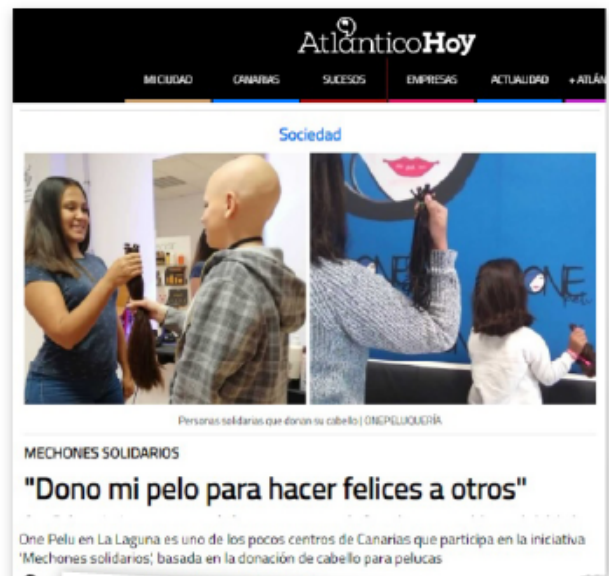 AtlánticoHoy
MI CIUDAD CANARIAS SUCESOS EMPRESAS ACTUALIDAD + ATLÁN
Sociedad
ONE
Personas solidarias que donan su cabello | ONEPELUQUERÍA
MECHONES SOLIDARIOS
"Dono mi pelo para hacer felices a otros"
One Pelu en La Laguna es uno de los pocos centros de Canarias que participa en la iniciativa
'Mechones solidarios', basada en la donación de cabello para pelucas